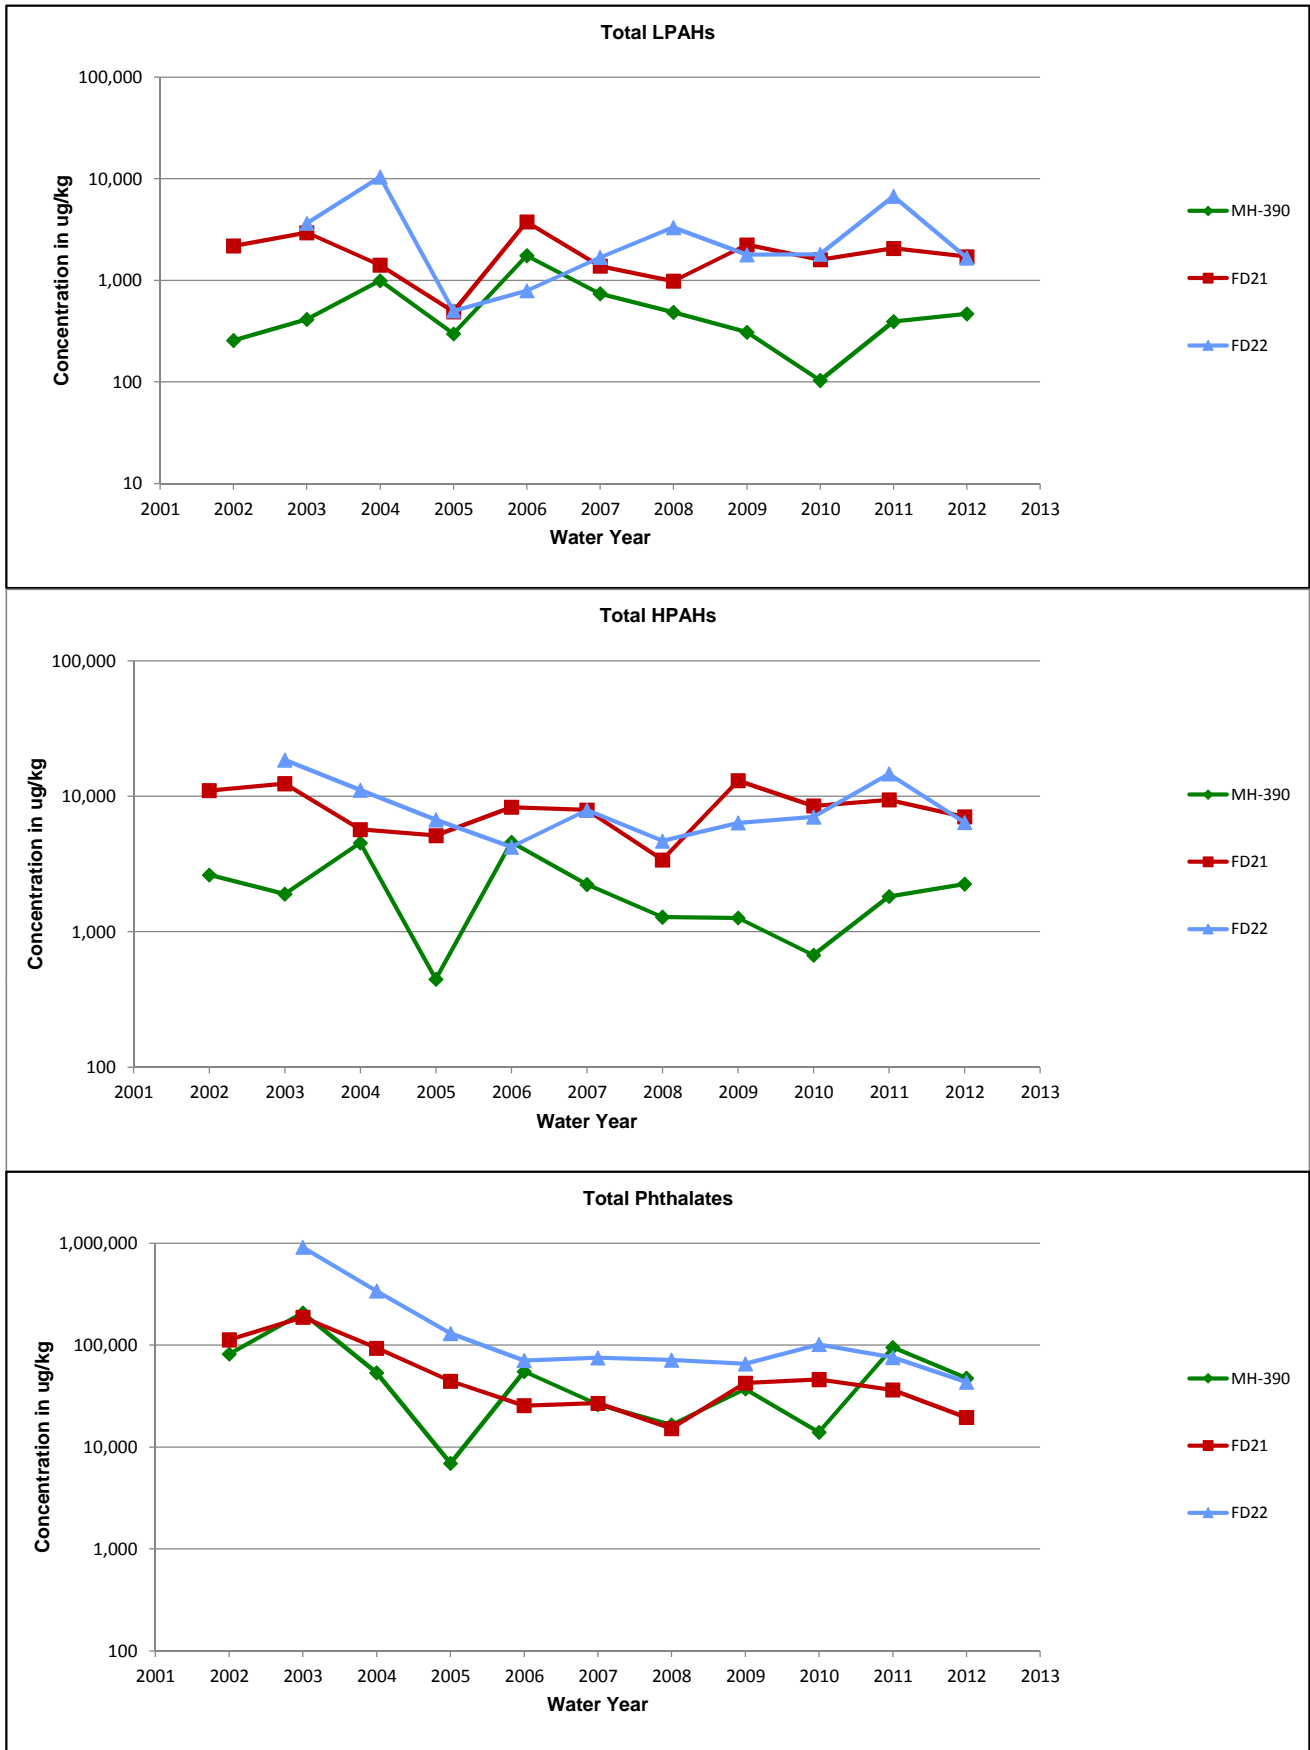 Total LPAHs
100,000
10,000
1,000
100
10
Concentration in ug/kg
2001 2002 2003 2004 2005 2006 2007 2008 2009 2010 2011 2012 2013
Water Year
MH-390
FD21
FD22
Total HPAHs
100,000
10,000
1,000
100
Concentration in ug/kg
2001 2002 2003 2004 2005 2006 2007 2008 2009 2010 2011 2012 2013
Water Year
MH-390
FD21
FD22
Total Phthalates
1,000,000
100,000
10,000
1,000
100
Concentration in ug/kg
2001 2002 2003 2004 2005 2006 2007 2008 2009 2010 2011 2012 2013
Water Year
MH-390
FD21
FD22